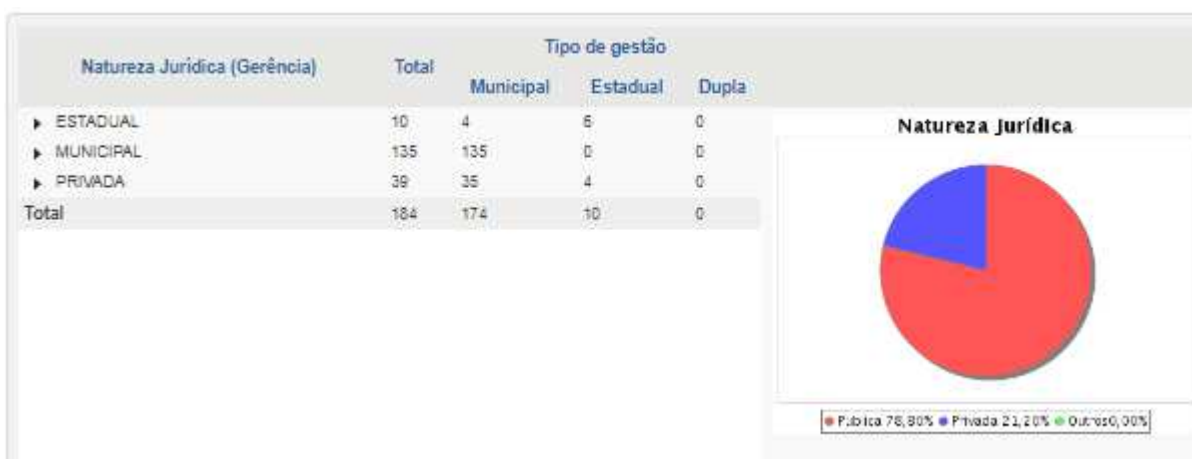 Tipo de gestão
Natureza Jurídica (Gerência) Total
Municipal Estadual Dupla
ESTADUAL 10 4 6 0
MUNICIPAL 135 135 0 0
PRIVADA 39 35 4 0
Total 184 174 10 0
Natureza Jurídica
Pública 78,80% Privada 21,20% Outros0,00%